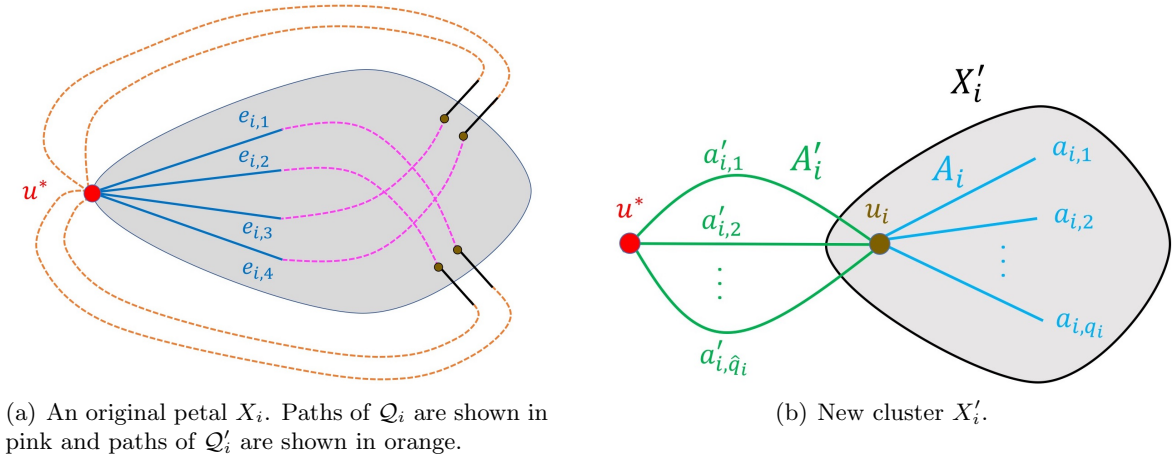 e_{i,1}
e_{i,2}
u*
e_{i,3}
e_{i,4}
(a) An original petal X_i. Paths of 𝒬_i are shown in
pink and paths of 𝒬′_i are shown in orange.
X′_i
a′_{i,1}
A′_i
a_{i,1}
A_i
u*
u_i
a′_{i,2}
a_{i,2}
⋮
⋮
a_{i,q_i}
a′_{i,q̂_i}
(b) New cluster X′_i.